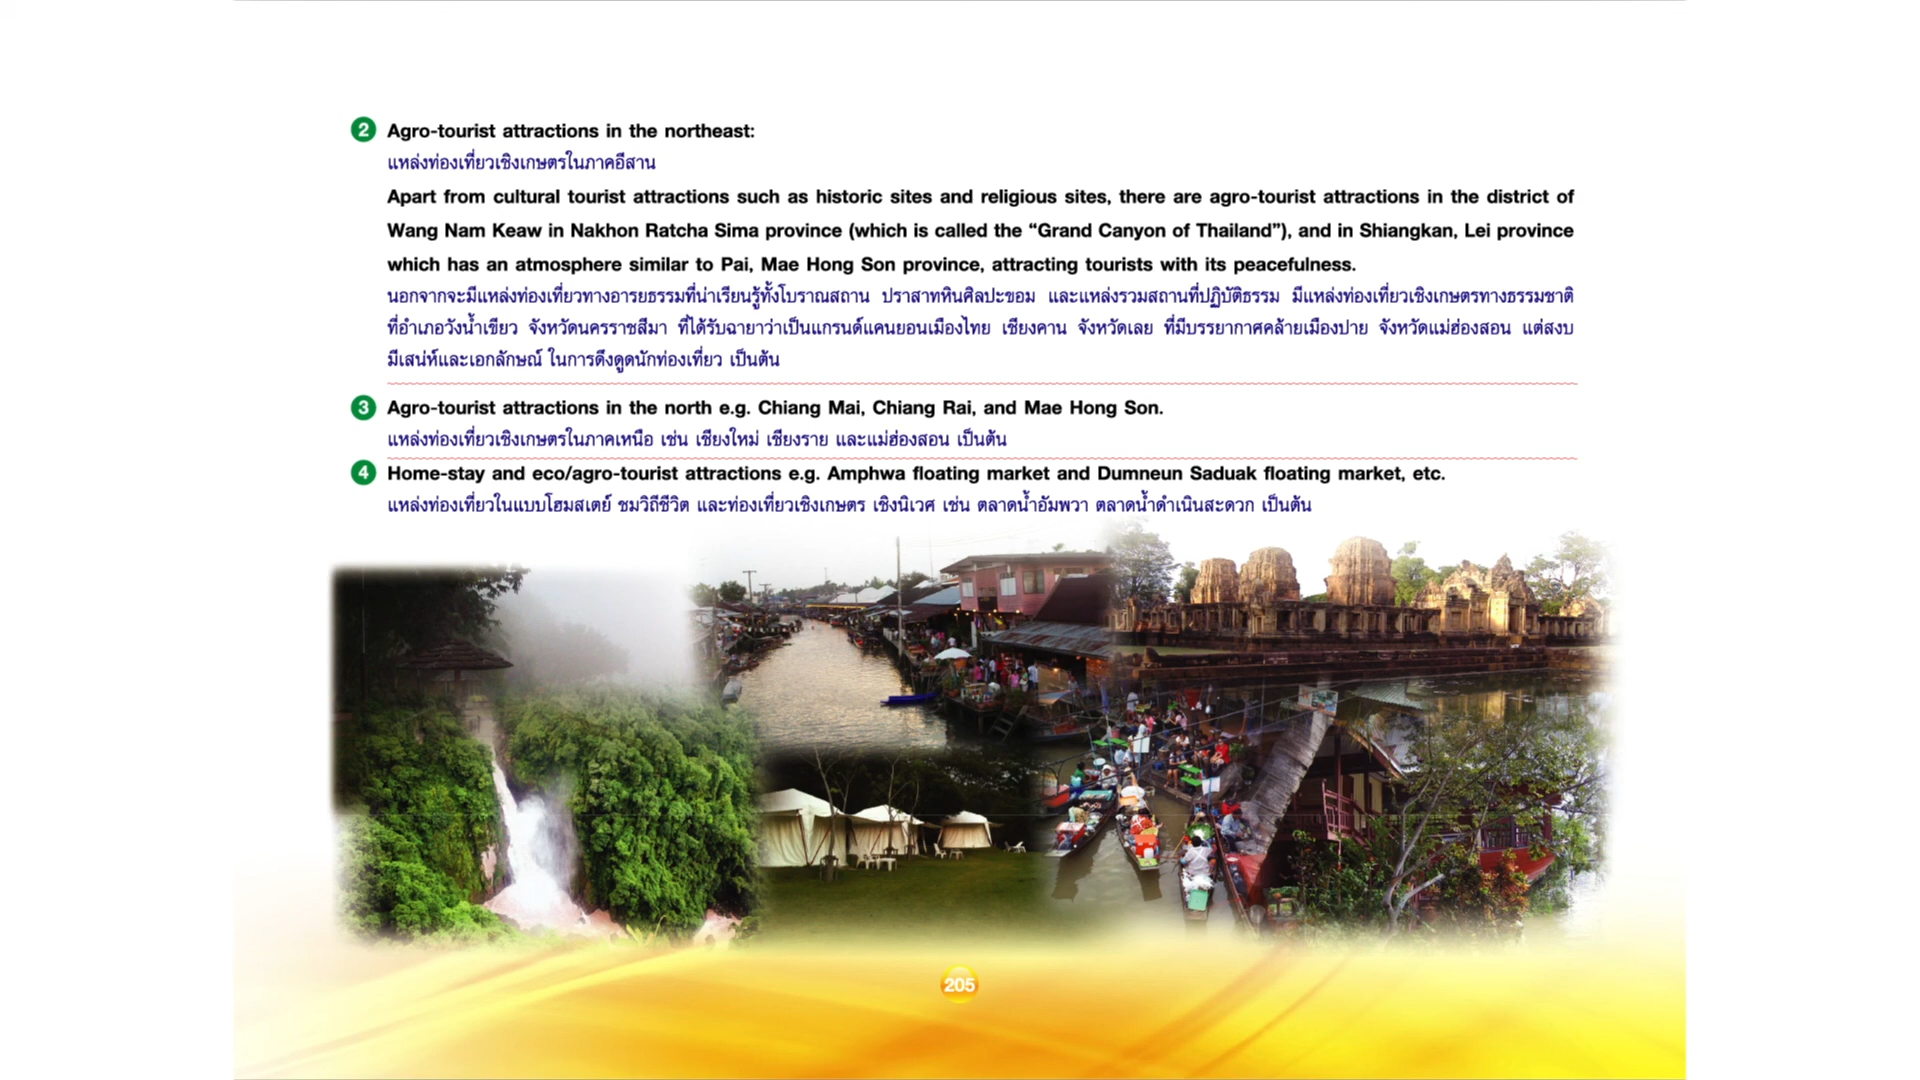 2 Agro-tourist attractions in the northeast:
แหล่งท่องเที่ยวเชิงเกษตรในภาคอีสาน
Apart from cultural tourist attractions such as historic sites and religious sites, there are agro-tourist attractions in the district of
Wang Nam Keaw in Nakhon Ratcha Sima province (which is called the “Grand Canyon of Thailand”), and in Shiangkan, Lei province
which has an atmosphere similar to Pai, Mae Hong Son province, attracting tourists with its peacefulness.
นอกจากจะมีแหล่งท่องเที่ยวทางอารยธรรมที่น่าเรียนรู้ทั้งโบราณสถาน ปราสาทหินศิลปะขอม และแหล่งรวมสถานที่ปฏิบัติธรรม มีแหล่งท่องเที่ยวเชิงเกษตรทางธรรมชาติ
ที่อำเภอวังน้ำเขียว จังหวัดนครราชสีมา ที่ได้รับฉายาว่าเป็นแกรนด์แคนยอนเมืองไทย เชียงคาน จังหวัดเลย ที่มีบรรยากาศคล้ายเมืองปาย จังหวัดแม่ฮ่องสอน แต่สงบ
มีเสน่ห์และเอกลักษณ์ ในการดึงดูดนักท่องเที่ยว เป็นต้น
3 Agro-tourist attractions in the north e.g. Chiang Mai, Chiang Rai, and Mae Hong Son.
แหล่งท่องเที่ยวเชิงเกษตรในภาคเหนือ เช่น เชียงใหม่ เชียงราย และแม่ฮ่องสอน เป็นต้น
4 Home-stay and eco/agro-tourist attractions e.g. Amphwa floating market and Dumneun Saduak floating market, etc.
แหล่งท่องเที่ยวในแบบโฮมสเตย์ ชมวิถีชีวิต และท่องเที่ยวเชิงเกษตร เชิงนิเวศ เช่น ตลาดน้ำอัมพวา ตลาดน้ำดำเนินสะดวก เป็นต้น
205